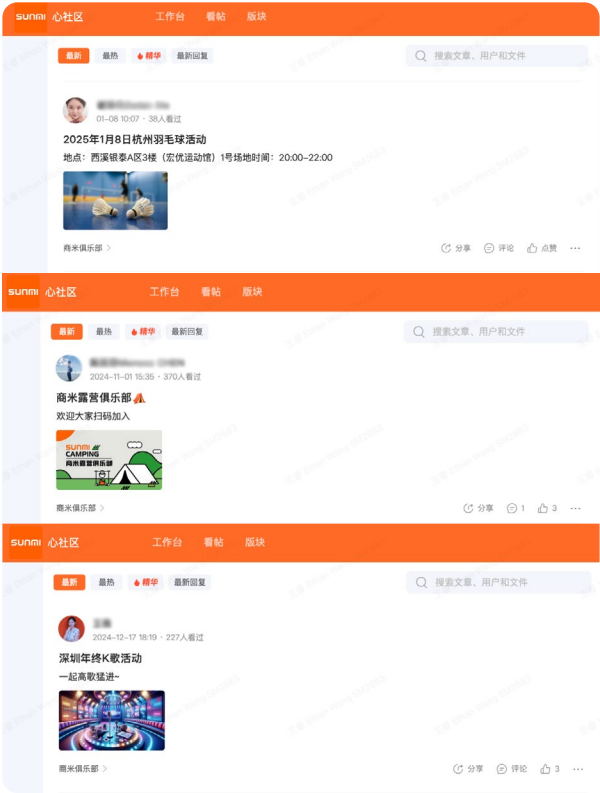 SUNMI 心社区 工作台 看帖 版块
最新 最热 精华 最新回复 搜索文章、用户和文件
01-08 10:07 · 38人看过
2025年1月8日杭州羽毛球活动
地点：西溪银泰A区3楼（宏优运动馆）1号场地时间：20:00-22:00
商米俱乐部 分享 评论 点赞
SUNMI 心社区 工作台 看帖 版块
最新 最热 精华 最新回复 搜索文章、用户和文件
2024-11-01 15:35 · 370人看过
商米露营俱乐部
欢迎大家扫码加入
SUNMI
CAMPING
商米露营俱乐部
商米俱乐部 分享 1 3
SUNMI 心社区 工作台 看帖 版块
最新 最热 精华 最新回复 搜索文章、用户和文件
2024-12-17 18:19 · 227人看过
深圳年终K歌活动
一起高歌猛进~
商米俱乐部 分享 评论 3